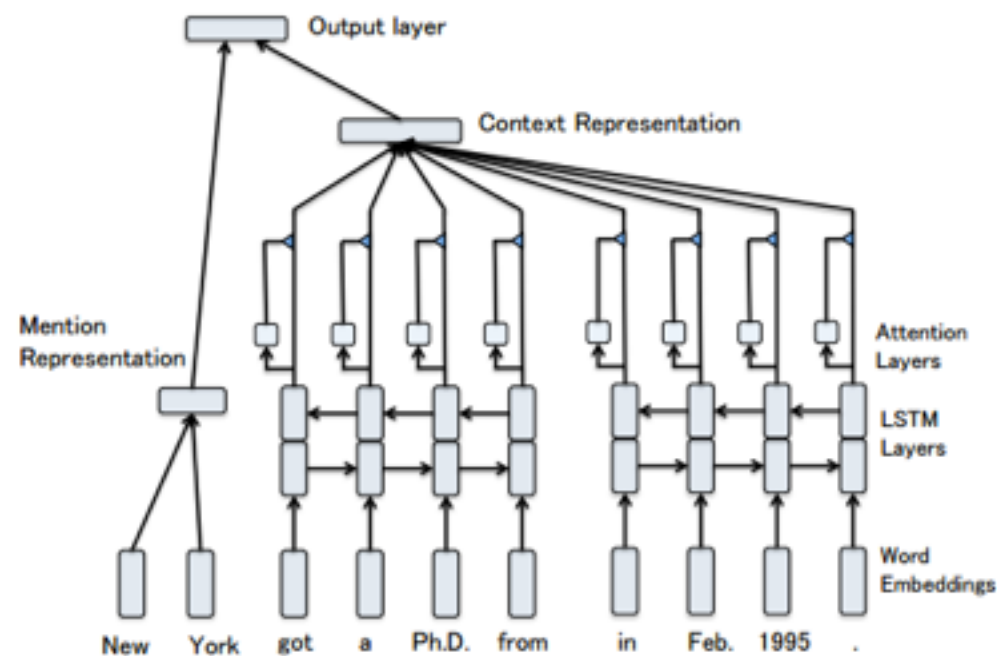 Output layer
Context Representation
Mention
Representation
Attention
Layers
LSTM
Layers
Word
Embeddings
New York got a Ph.D. from in Feb. 1995 .